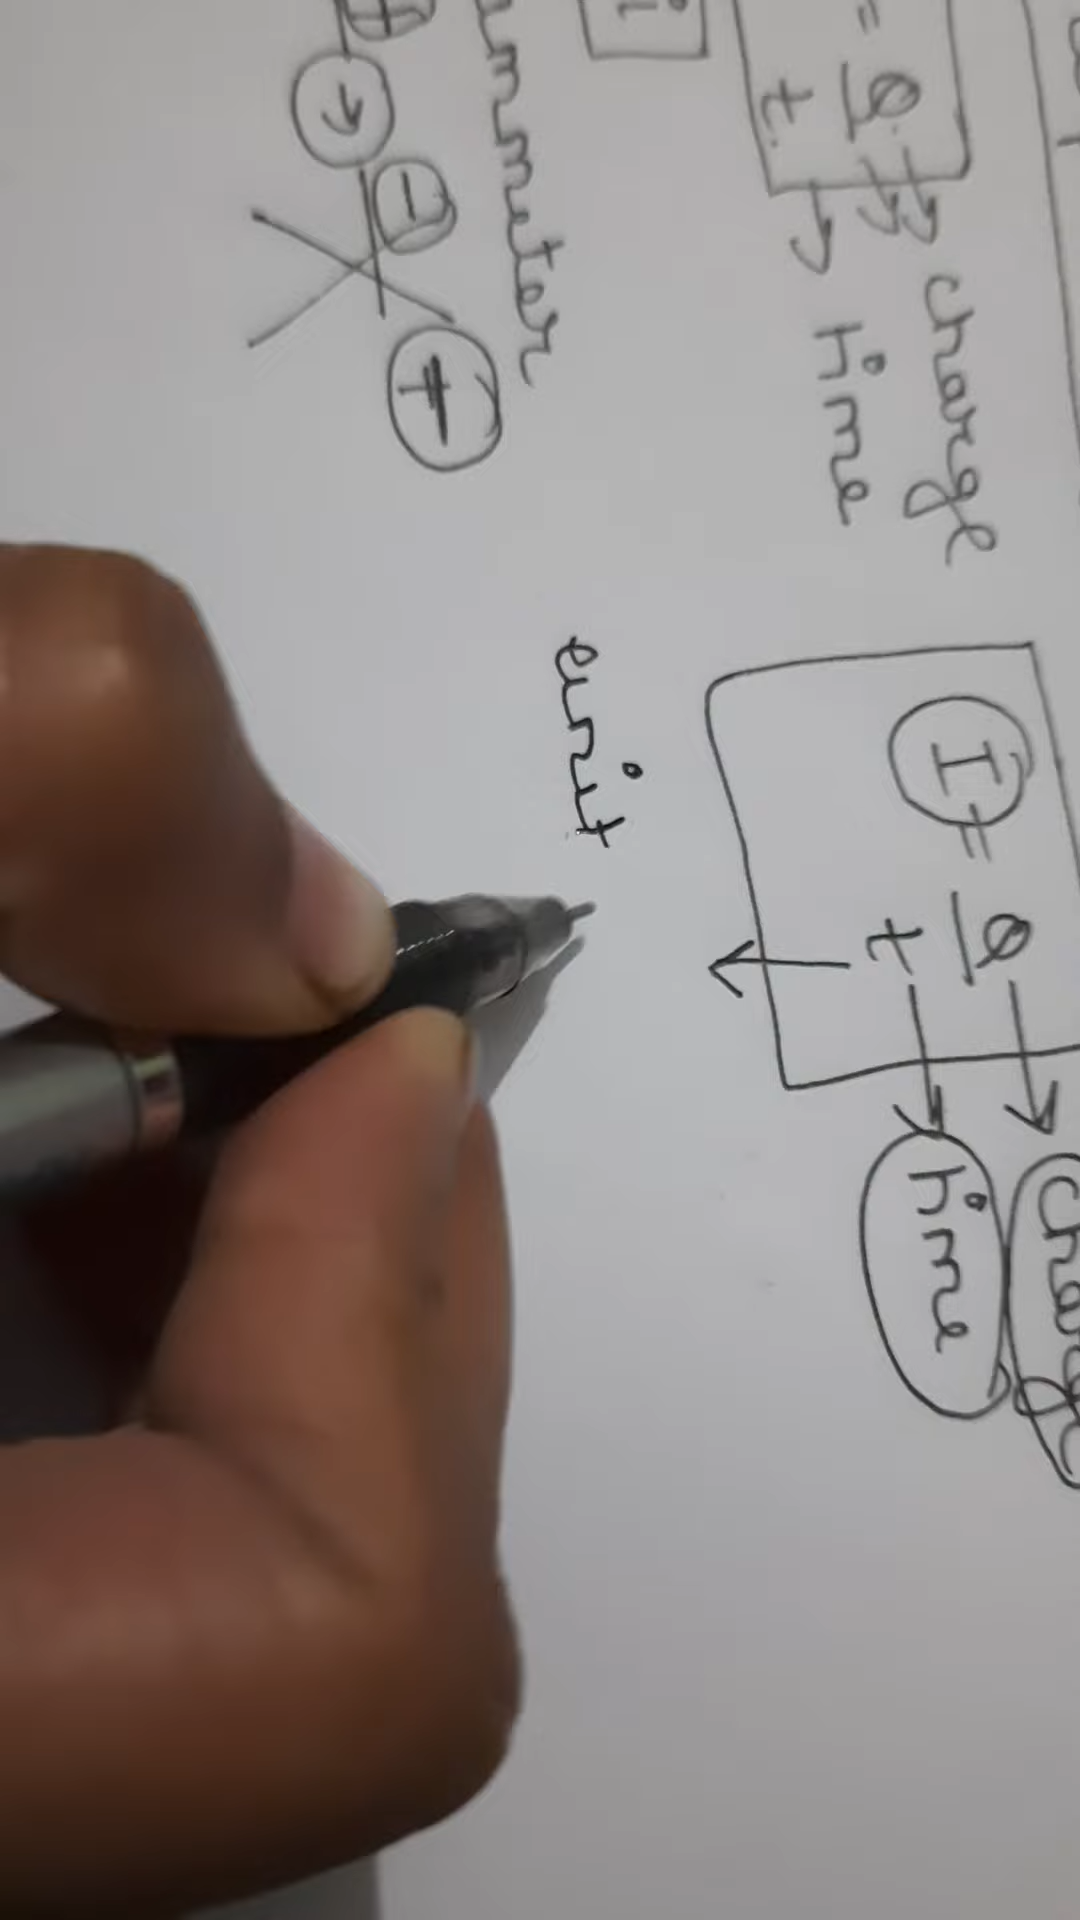 = Q/t
charge
time
i
ammeter
+
-
+
I = Q/t
charge
time
unit